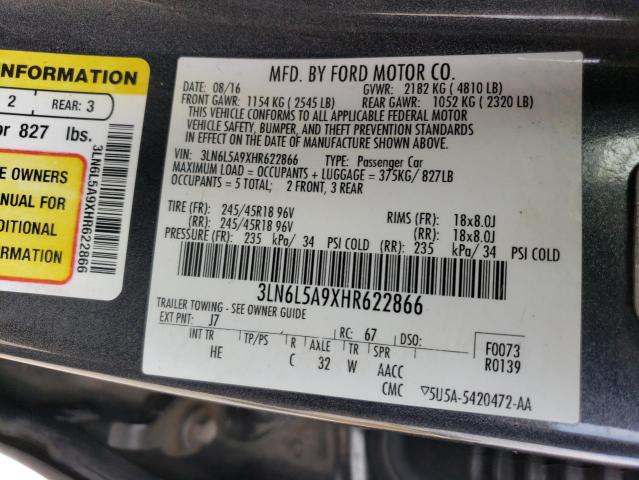 INFORMATION
2 REAR: 3
or 827 lbs.
E OWNERS
ANUAL FOR
DITIONAL
ORMATION
3LN6L5A9XHR622866
MFD. BY FORD MOTOR CO.
DATE: 08/16 GVWR: 2182 KG ( 4810 LB)
FRONT GAWR: 1154 KG ( 2545 LB) REAR GAWR: 1052 KG ( 2320 LB)
THIS VEHICLE CONFORMS TO ALL APPLICABLE FEDERAL MOTOR
VEHICLE SAFETY, BUMPER, AND THEFT PREVENTION STANDARDS
IN EFFECT ON THE DATE OF MANUFACTURE SHOWN ABOVE.
VIN: 3LN6L5A9XHR622866 TYPE: Passenger Car
MAXIMUM LOAD = OCCUPANTS + LUGGAGE = 375KG/ 827LB
OCCUPANTS = 5 TOTAL; 2 FRONT, 3 REAR
TIRE (FR): 245/45R18 96V RIMS (FR): 18x8.0J
(RR): 245/45R18 96V (RR): 18x8.0J
PRESSURE (FR): 235 kPa/ 34 PSI COLD (RR): 235 kPa/ 34 PSI COLD
3LN6L5A9XHR622866
TRAILER TOWING - SEE OWNER GUIDE
EXT PNT: J7 RC: 67 DSO: F0073
INT TR TP/PS R AXLE TR SPR R0139
HE C 32 W AACC
CMC ▽5U5A-5420472-AA